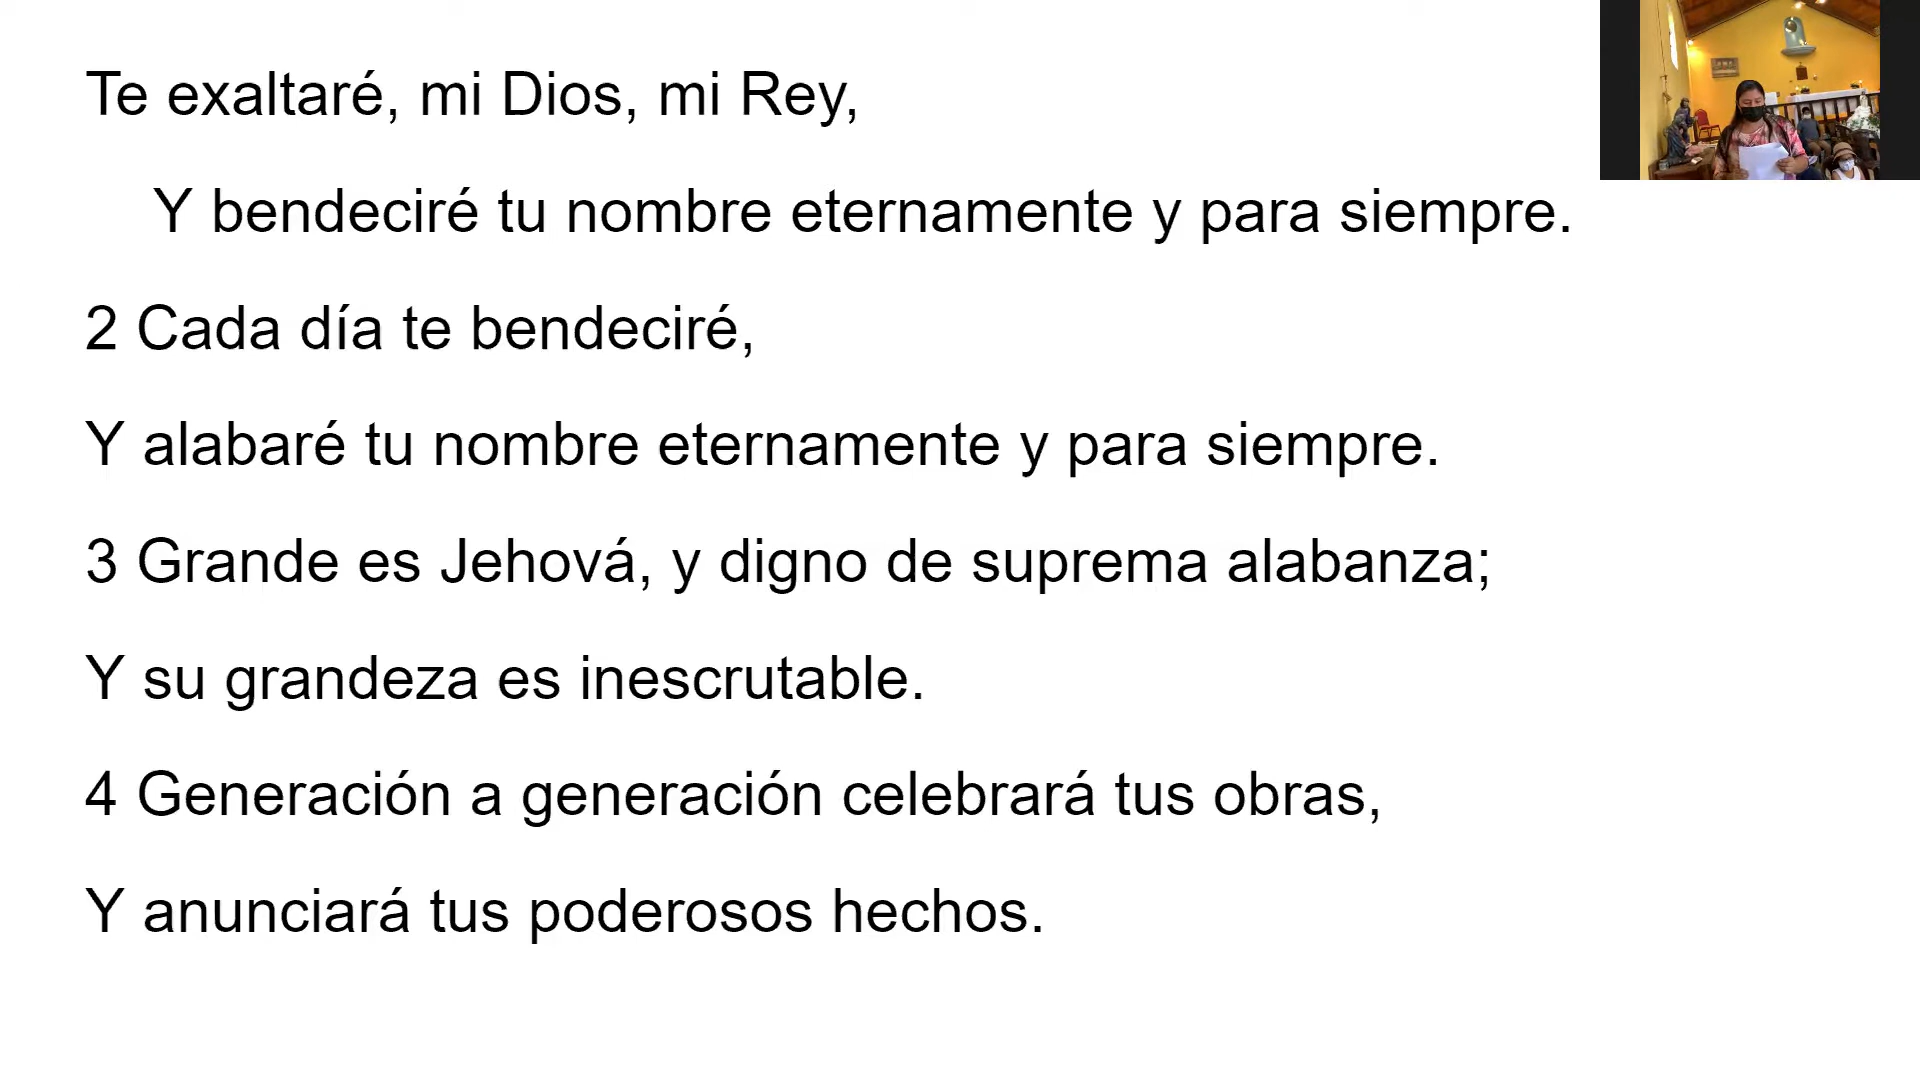 Te exaltaré, mi Dios, mi Rey,
Y bendeciré tu nombre eternamente y para siempre.
2 Cada día te bendeciré,
Y alabaré tu nombre eternamente y para siempre.
3 Grande es Jehová, y digno de suprema alabanza;
Y su grandeza es inescrutable.
4 Generación a generación celebrará tus obras,
Y anunciará tus poderosos hechos.